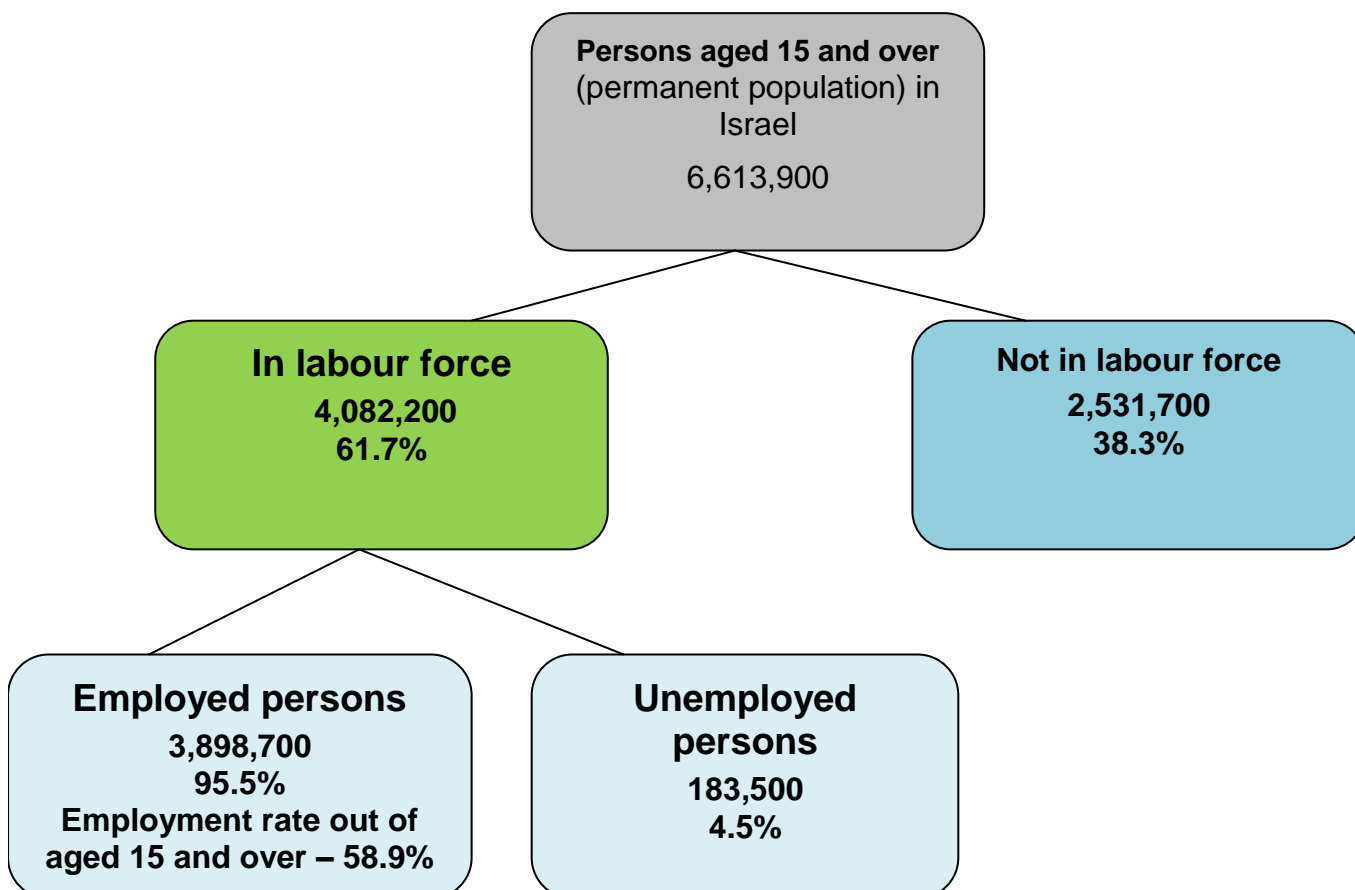 Persons aged 15 and over
(permanent population) in
Israel
6,613,900
In labour force
4,082,200
61.7%
Not in labour force
2,531,700
38.3%
Employed persons
3,898,700
95.5%
Employment rate out of
aged 15 and over – 58.9%
Unemployed
persons
183,500
4.5%